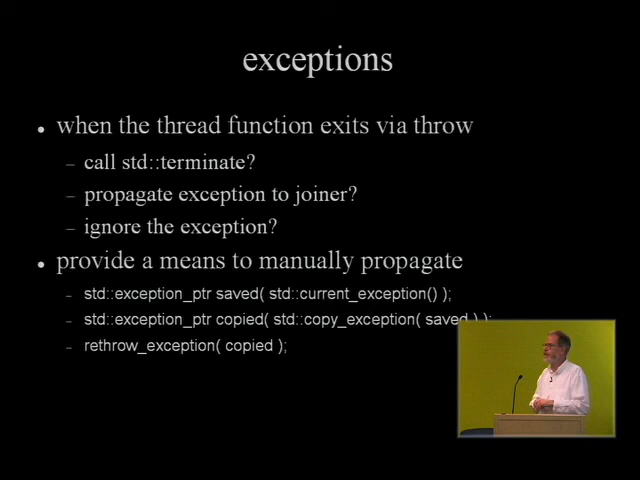 exceptions
• when the thread function exits via throw
– call std::terminate?
– propagate exception to joiner?
– ignore the exception?
• provide a means to manually propagate
– std::exception_ptr saved( std::current_exception() );
– std::exception_ptr copied( std::copy_exception( saved ) );
– rethrow_exception( copied );